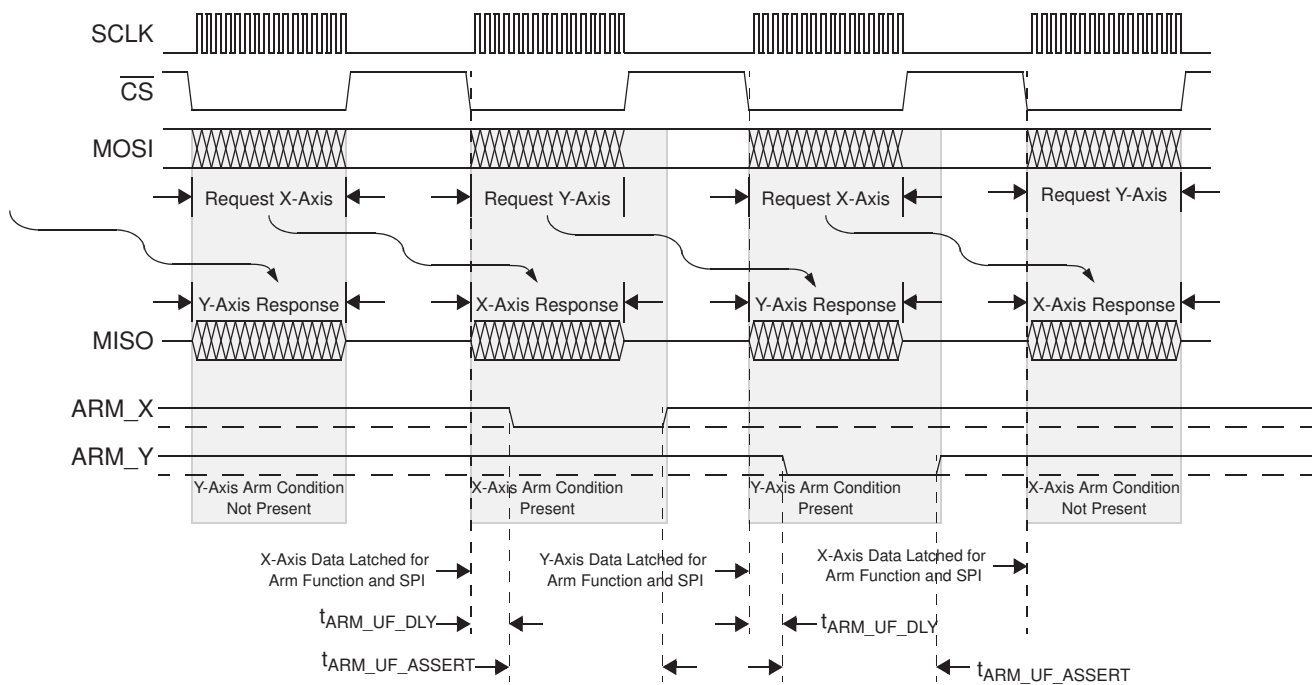 SCLK
CS
MOSI
Request X-Axis
Request Y-Axis
Request X-Axis
Request Y-Axis
Y-Axis Response
X-Axis Response
Y-Axis Response
X-Axis Response
MISO
ARM_X
ARM_Y
Y-Axis Arm Condition
Not Present
X-Axis Arm Condition
Present
Y-Axis Arm Condition
Present
X-Axis Arm Condition
Not Present
X-Axis Data Latched for
Arm Function and SPI
Y-Axis Data Latched for
Arm Function and SPI
X-Axis Data Latched for
Arm Function and SPI
tARM_UF_DLY
tARM_UF_DLY
tARM_UF_ASSERT
tARM_UF_ASSERT